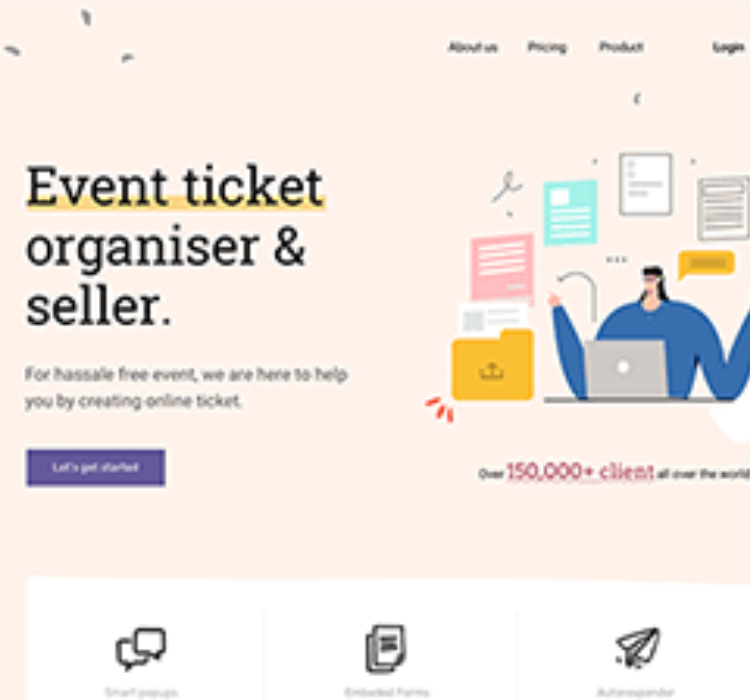 About us Pricing Product Login
Event ticket
organiser &
seller.
For hassale free event, we are here to help
you by creating online ticket.
Let's get started
Over 150,000+ client all over the world
Smart popups Embeded Forms Autoresponder